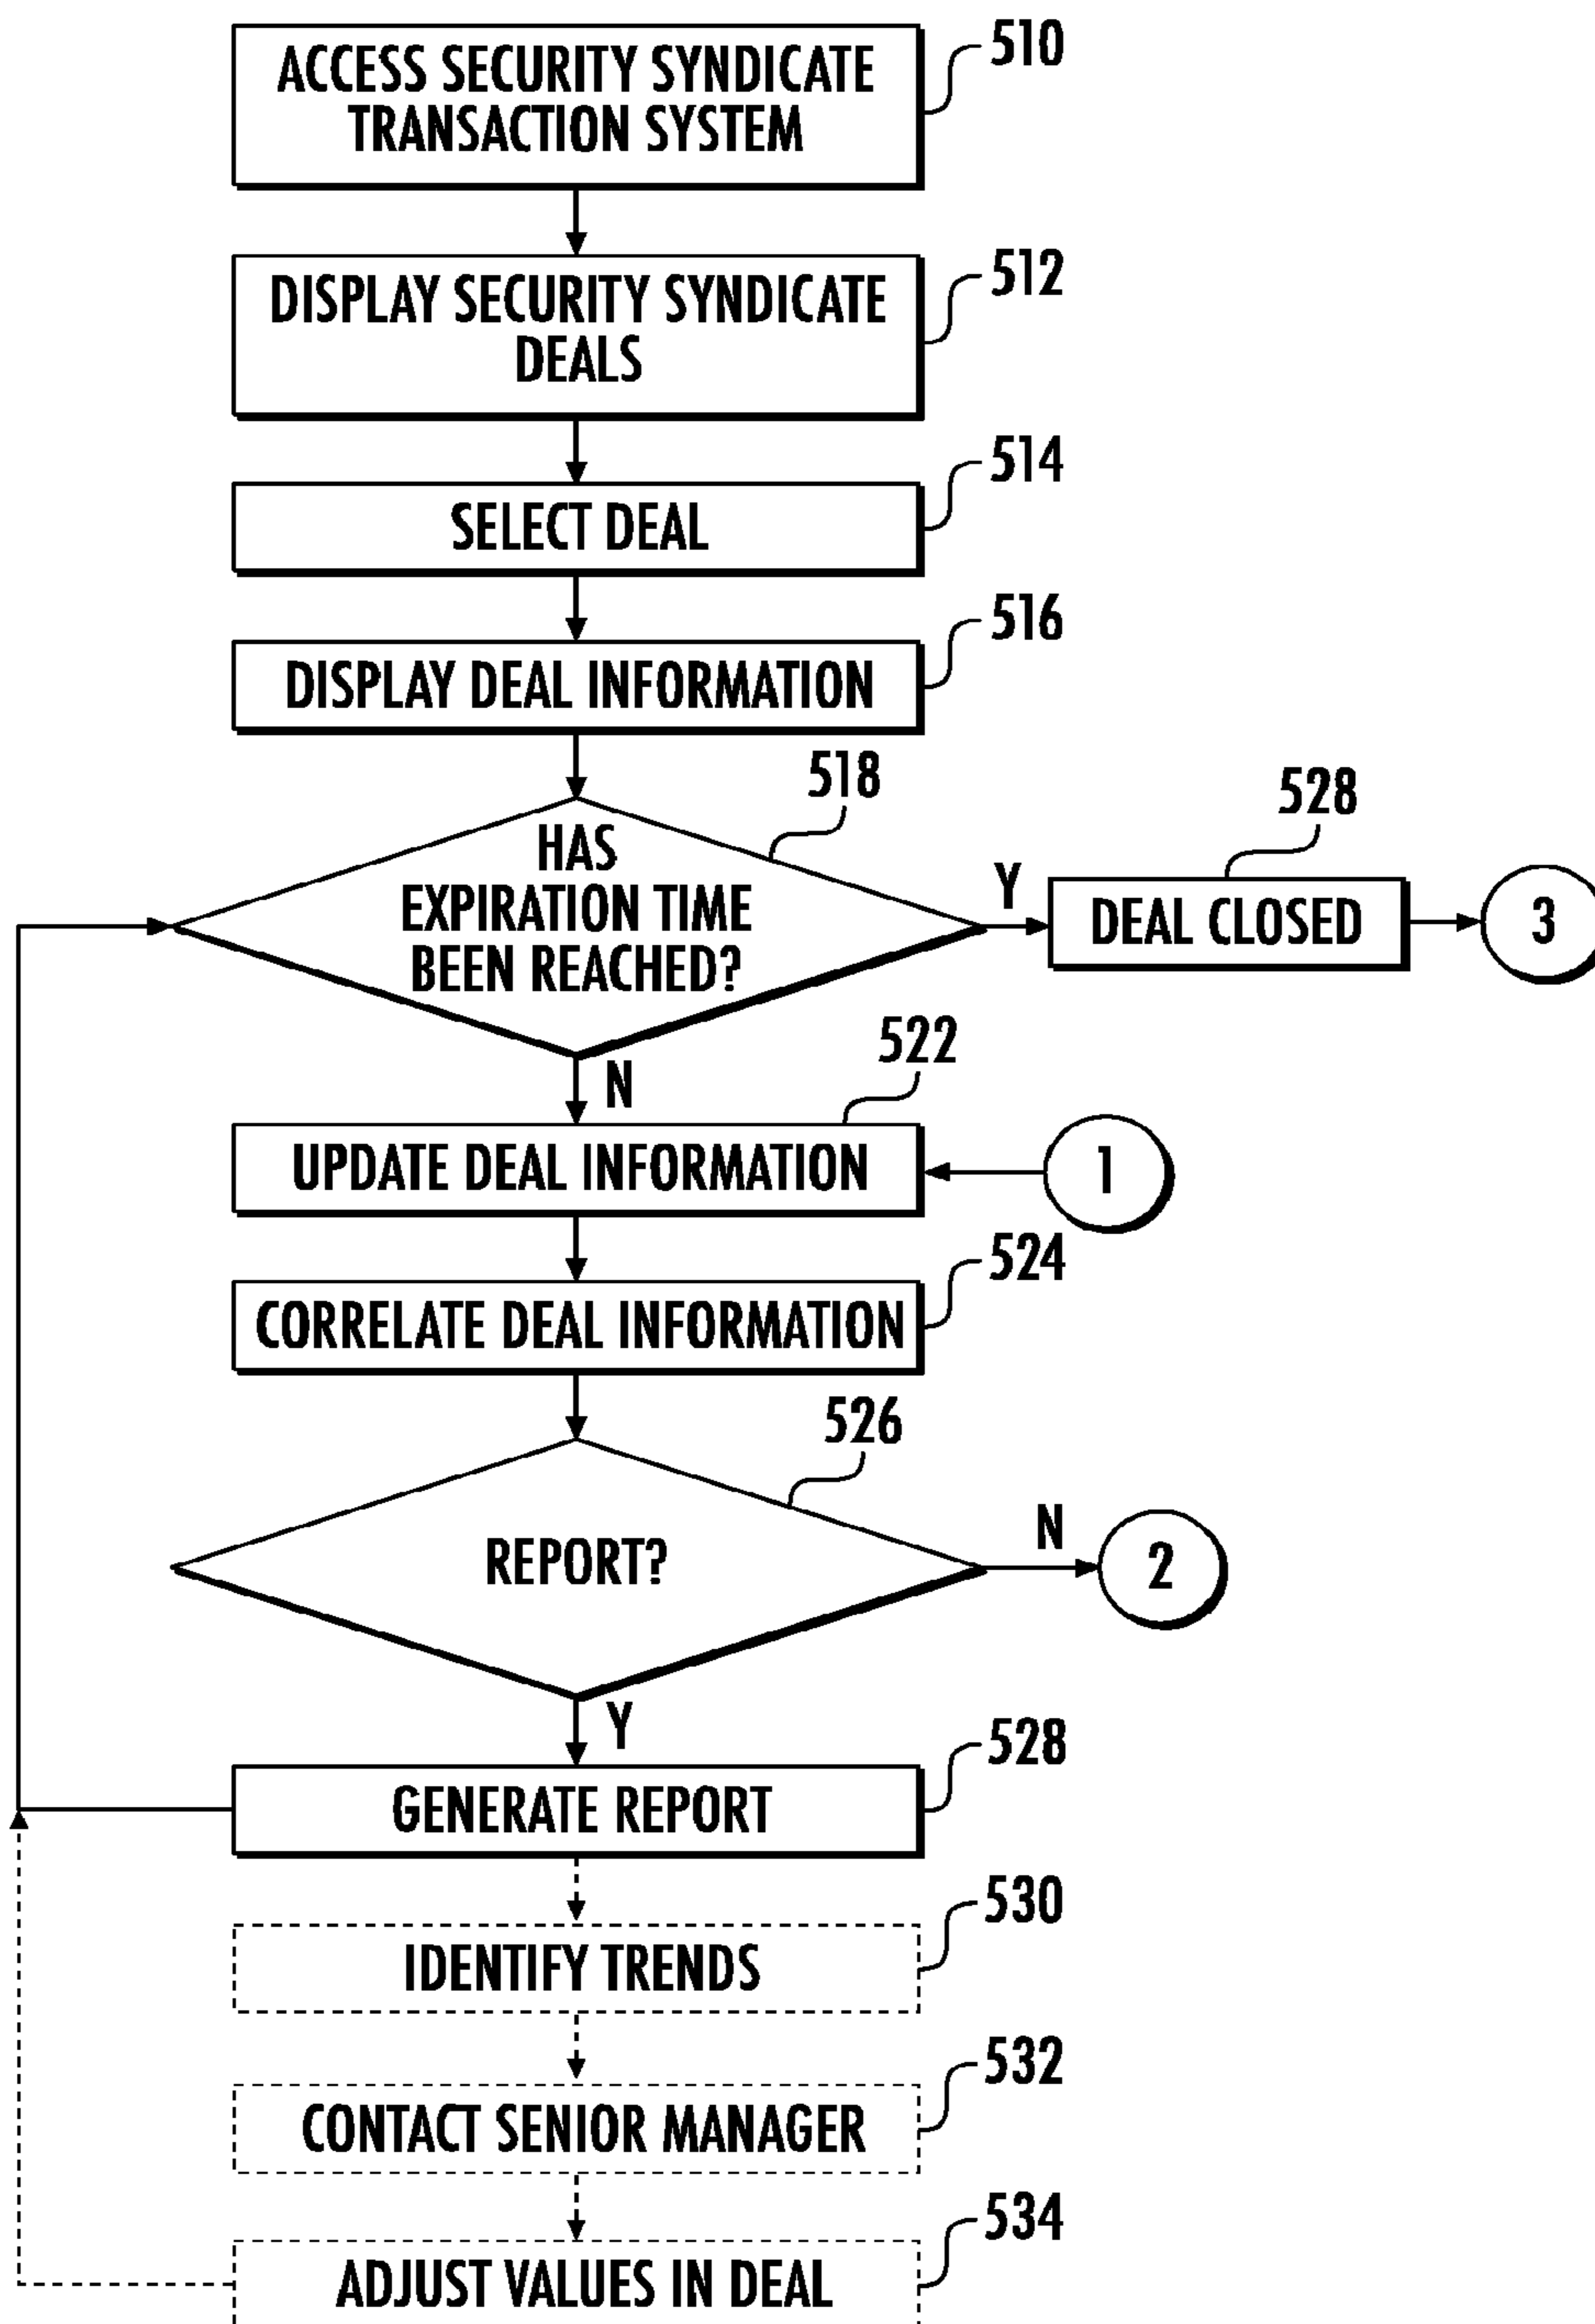 ACCESS SECURITY SYNDICATE
TRANSACTION SYSTEM
510
DISPLAY SECURITY SYNDICATE
DEALS
512
SELECT DEAL
514
DISPLAY DEAL INFORMATION
516
HAS
EXPIRATION TIME
BEEN REACHED?
518
Y
DEAL CLOSED
528
3
N
UPDATE DEAL INFORMATION
522
1
CORRELATE DEAL INFORMATION
524
REPORT?
526
N
2
Y
GENERATE REPORT
528
IDENTIFY TRENDS
530
CONTACT SENIOR MANAGER
532
ADJUST VALUES IN DEAL
534